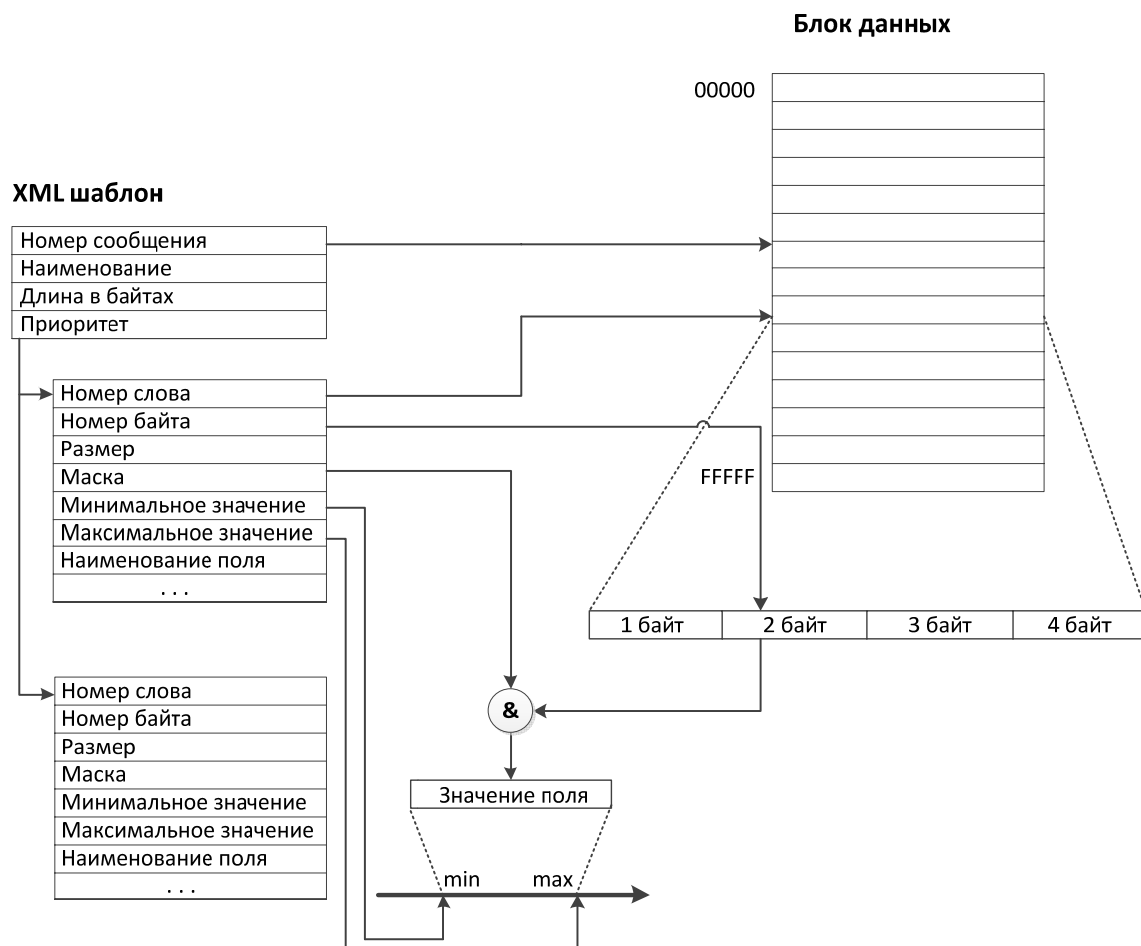 Блок данных
00000
XML шаблон
Номер сообщения
Наименование
Длина в байтах
Приоритет
Номер слова
Номер байта
Размер
Маска
Минимальное значение
Максимальное значение
Наименование поля
. . .
FFFFF
1 байт 2 байт 3 байт 4 байт
Номер слова
Номер байта
Размер
Маска
Минимальное значение
Максимальное значение
Наименование поля
. . .
&
Значение поля
min max